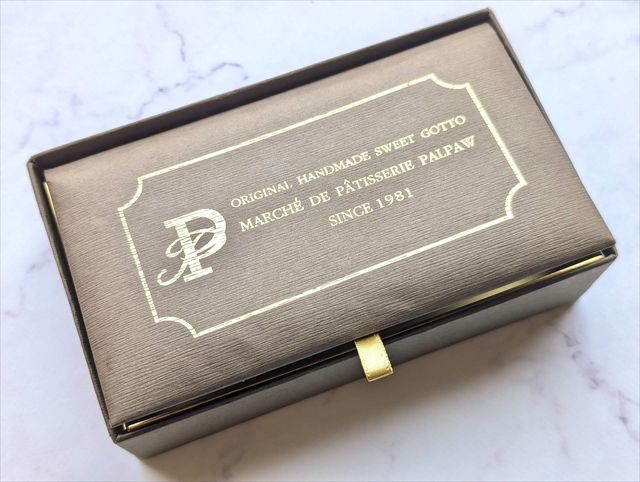 P
ORIGINAL, HANDMADE SWEET GOTTO
MARCHÉ DE PÂTISSERIE PALPAW
SINCE 1981